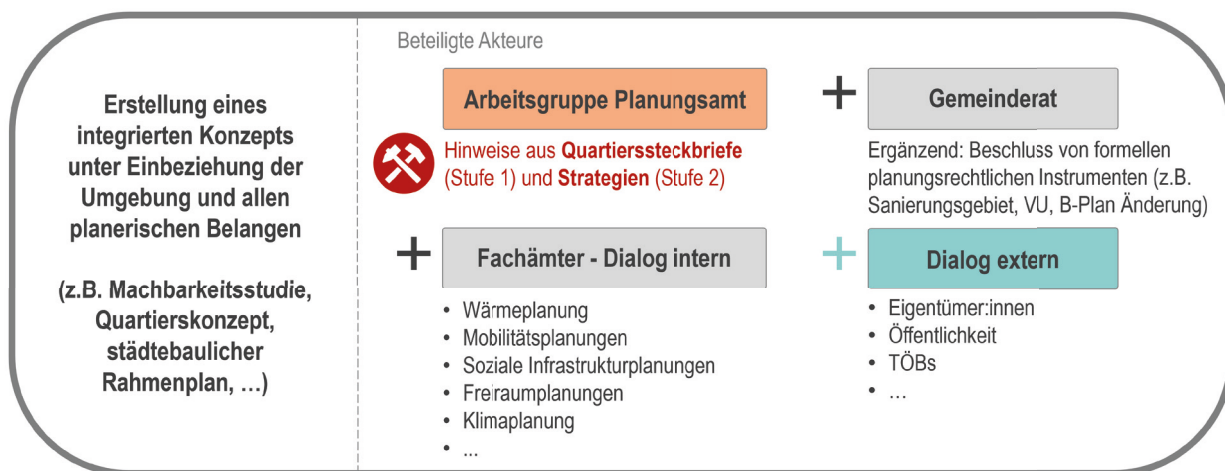 Erstellung eines
integrierten Konzepts
unter Einbeziehung der
Umgebung und allen
planerischen Belangen
(z.B. Machbarkeitsstudie,
Quartierskonzept,
städtebaulicher
Rahmenplan, …)
Beteiligte Akteure
Arbeitsgruppe Planungsamt
Hinweise aus Quartierssteckbriefe
(Stufe 1) und Strategien (Stufe 2)
+ Gemeinderat
Ergänzend: Beschluss von formellen
planungsrechtlichen Instrumenten (z.B.
Sanierungsgebiet, VU, B-Plan Änderung)
+ Fachämter - Dialog intern
• Wärmeplanung
• Mobilitätsplanungen
• Soziale Infrastrukturplanungen
• Freiraumplanungen
• Klimaplanung
• ...
+ Dialog extern
• Eigentümer:innen
• Öffentlichkeit
• TÖBs
• …